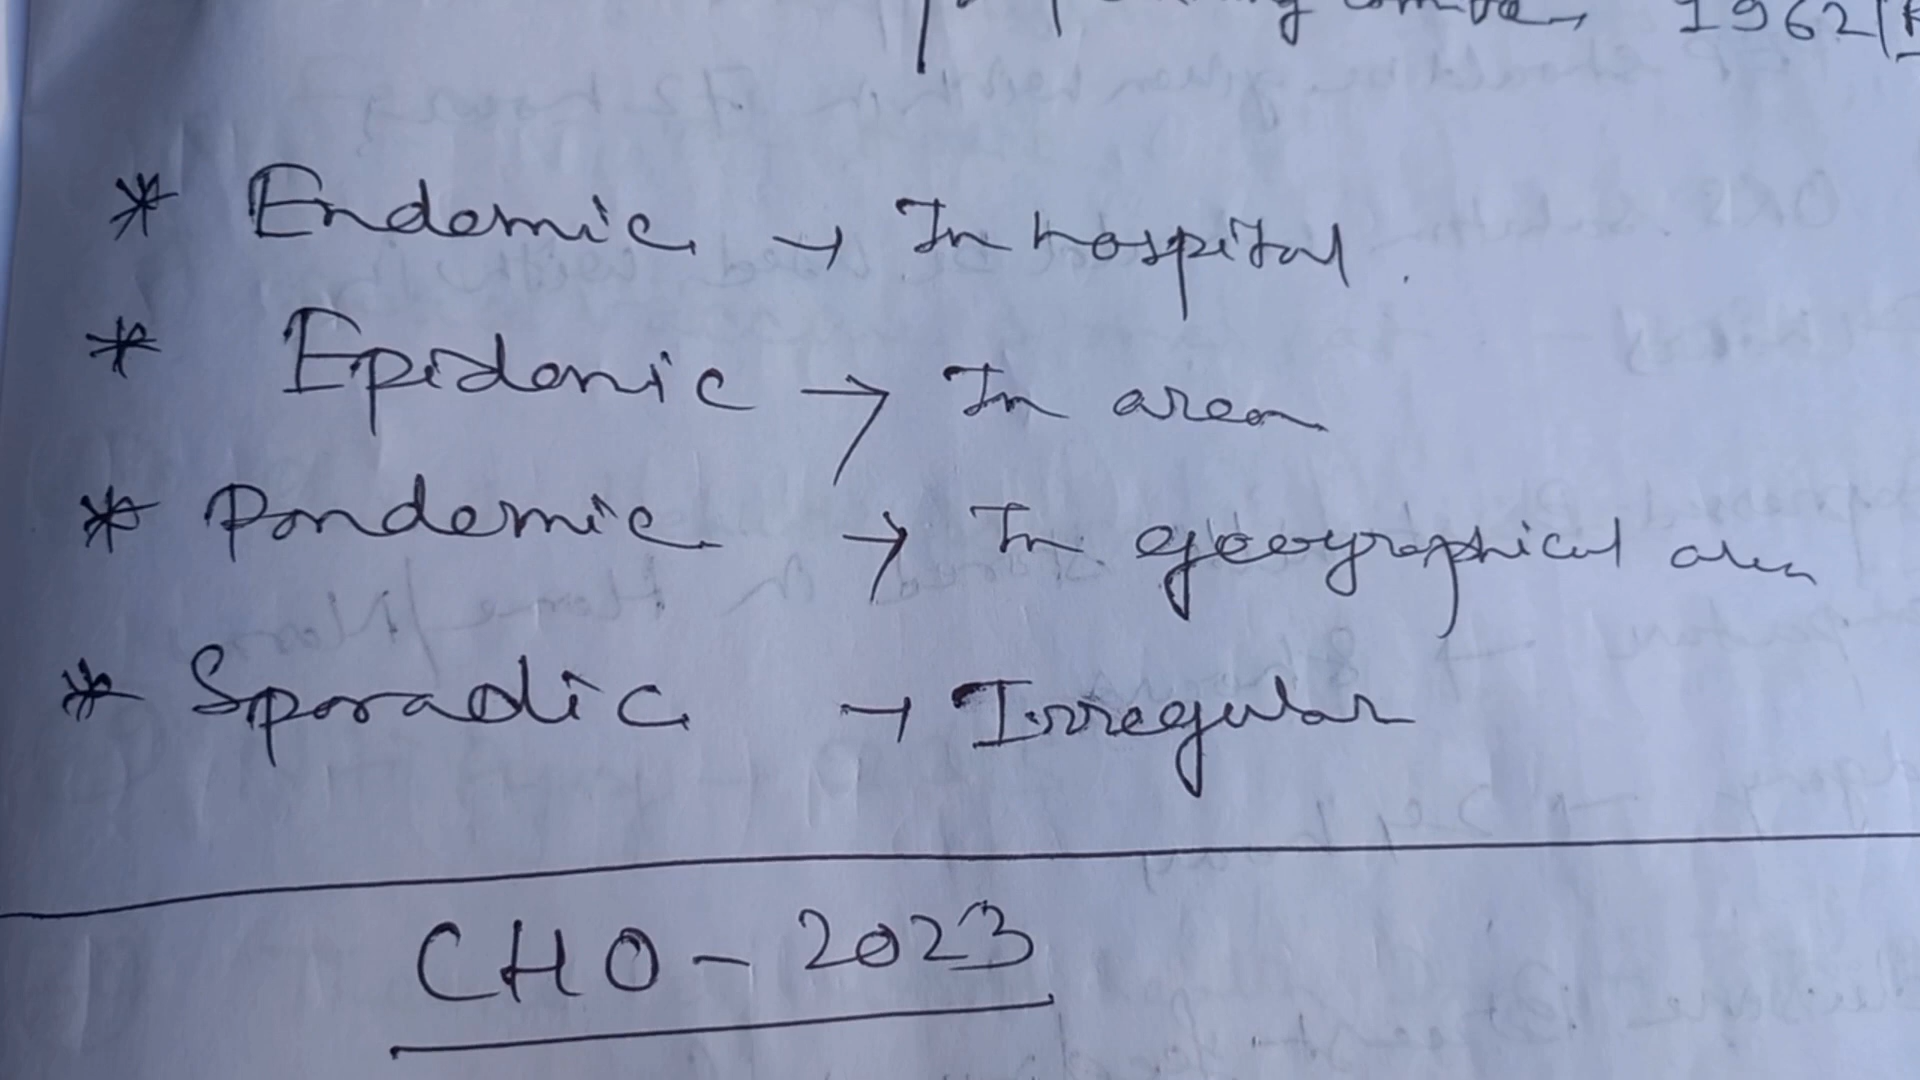 1962
* Endemic → In hospital.
* Epidemic → In area
* Pandemic → In geographical area
* Sporadic → Irregular
CHO - 2023